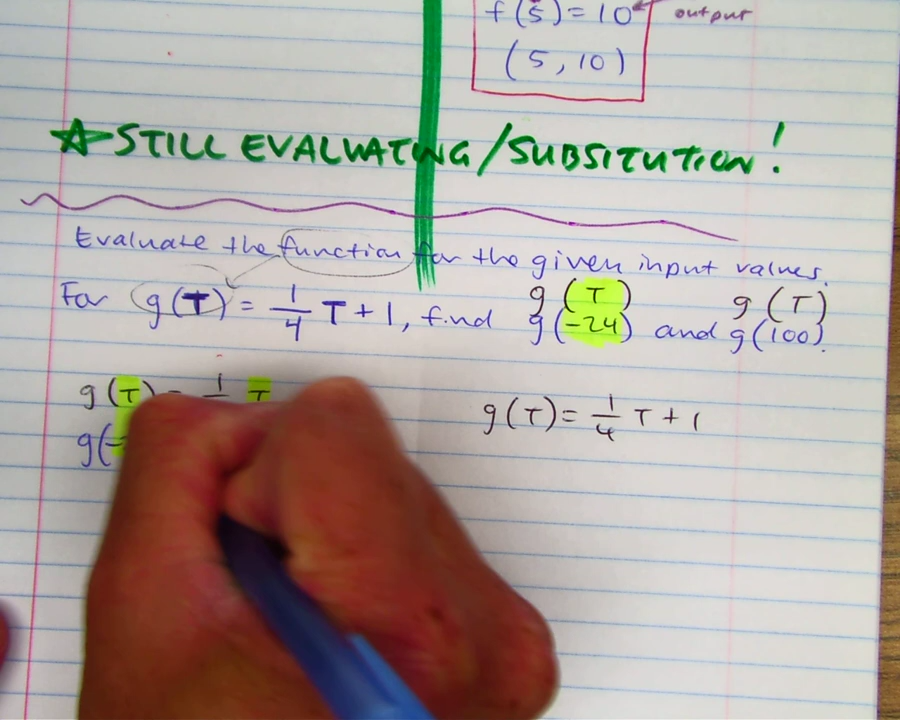 f(5) = 10 output
(5, 10)
☆ STILL EVALUATING/SUBSITUTION!
Evaluate the function for the given input values.
g(T) g(T)
For g(T) = 1/4 T + 1, find g(-24) and g(100).
g(T) = 1 T
g(T) = 1/4 T + 1
g(-